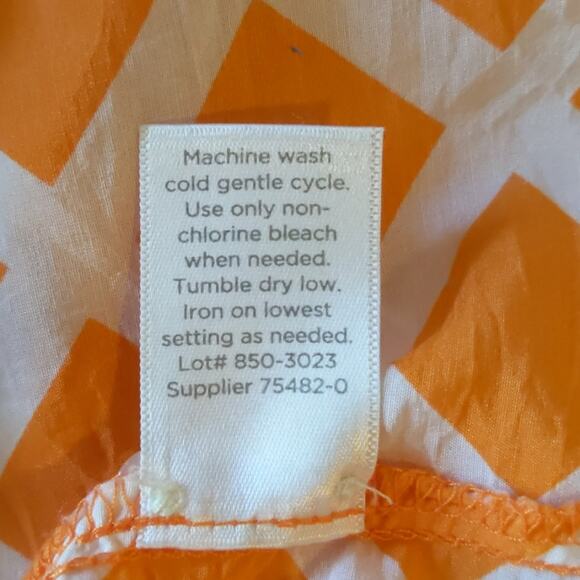 Machine wash
cold gentle cycle.
Use only non-
chlorine bleach
when needed.
Tumble dry low.
Iron on lowest
setting as needed.
Lot# 850-3023
Supplier 75482-0